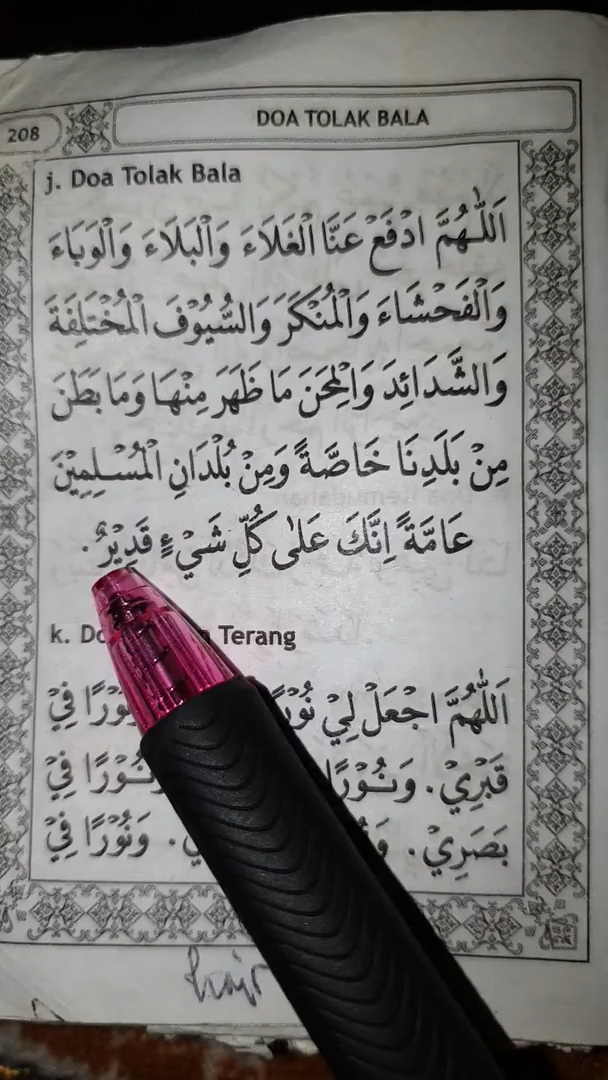 208
DOA TOLAK BALA
j. Doa Tolak Bala
اَللّٰهُمَّ ادْفَعْ عَنَّا الْغَلَاءَ وَالْبَلَاءَ وَالْوَبَاءَ
وَالْفَحْشَاءَ وَالْمُنْكَرَ وَالسُّيُوْفَ الْمُخْتَلِفَةَ
وَالشَّدَائِدَ وَالْمِحَنَ مَا ظَهَرَ مِنْهَا وَمَا بَطَنَ
مِنْ بَلَدِنَا خَاصَّةً وَمِنْ بُلْدَانِ الْمُسْلِمِيْنَ
عَامَّةً اِنَّكَ عَلٰى كُلِّ شَيْءٍ قَدِيْرٌ.
k. Terang
اَللّٰهُمَّ اجْعَلْ لِيْ فِيْ
قَبْرِيْ. وَنُوْرًا فِيْ
بَصَرِيْ. وَنُوْرًا فِيْ